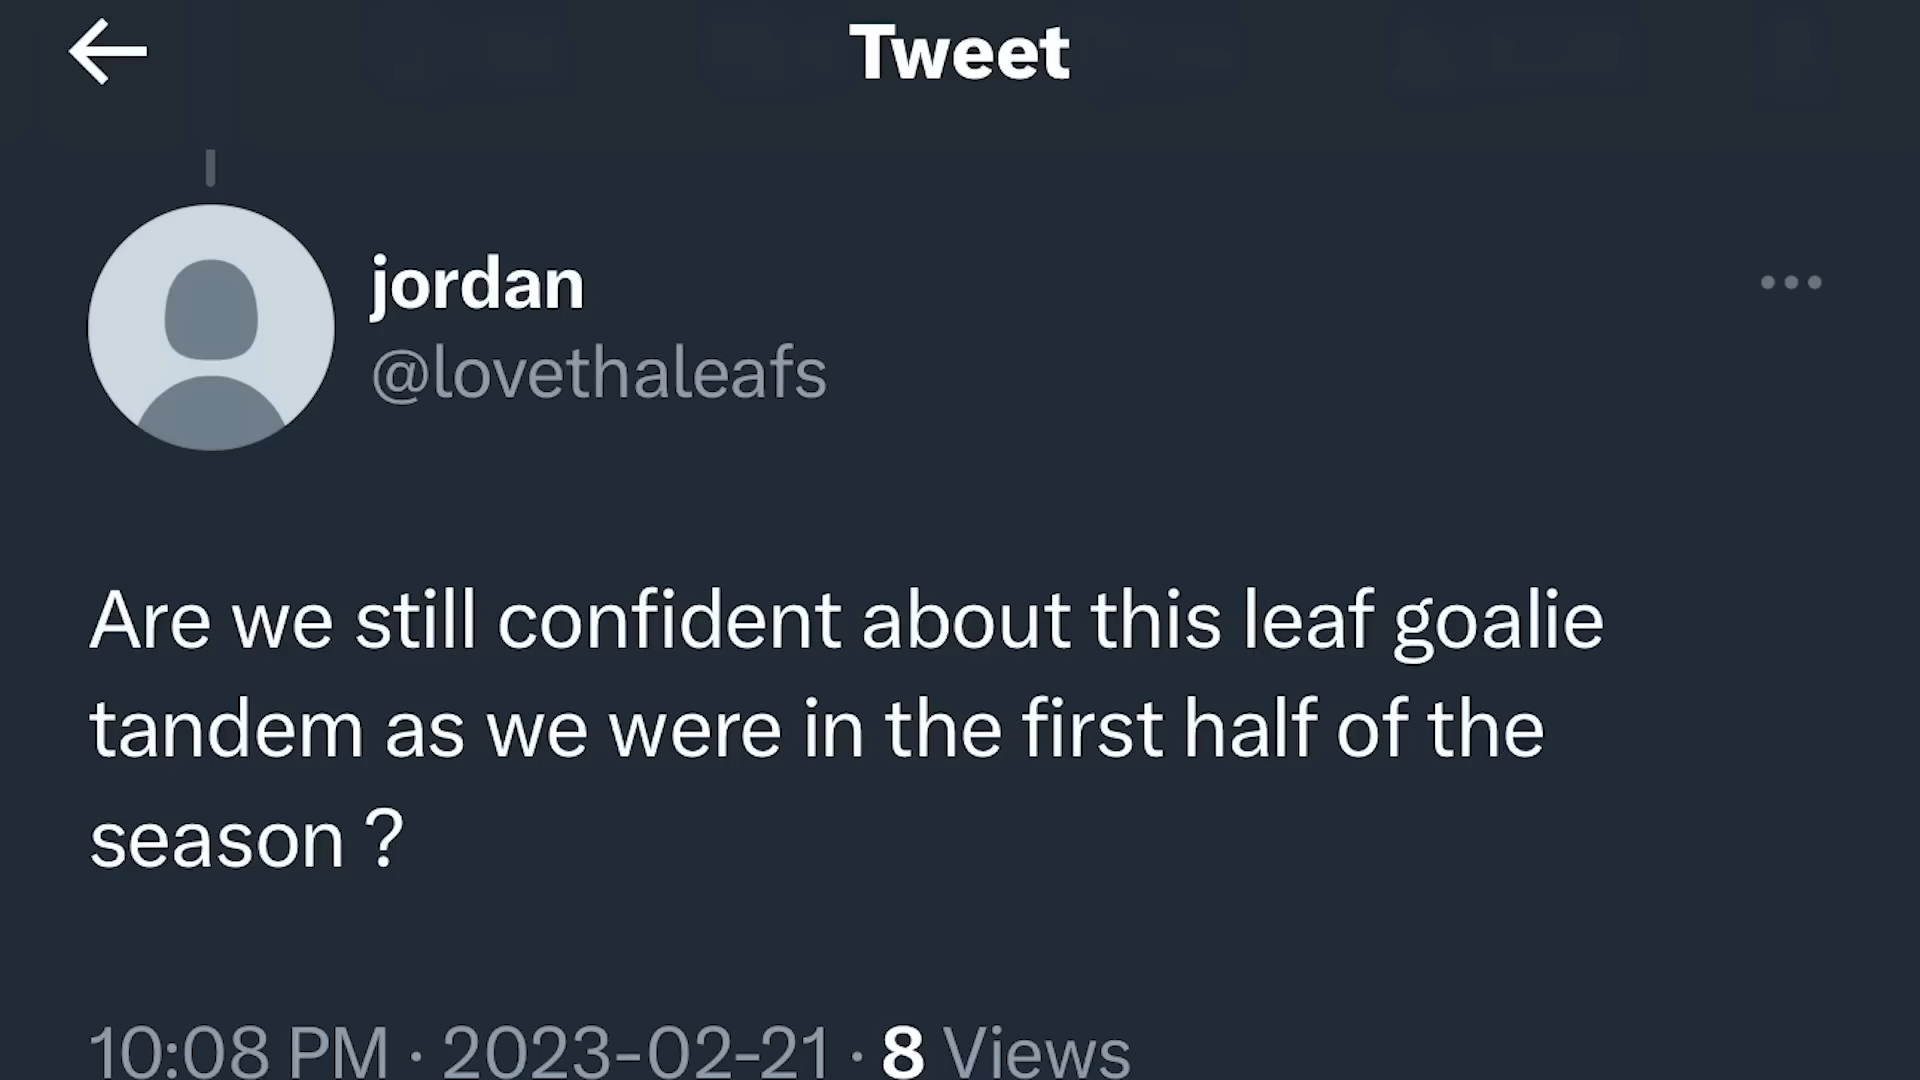 Tweet
jordan
@lovethaleafs
Are we still confident about this leaf goalie
tandem as we were in the first half of the
season ?
10:08 PM · 2023-02-21 · 8 Views